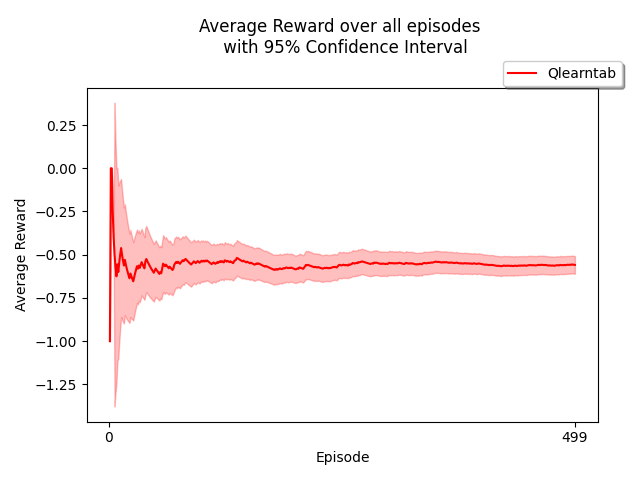 Average Reward over all episodes
with 95% Confidence Interval
Qlearntab
0.25
0.00
−0.25
−0.50
−0.75
−1.00
−1.25
Average Reward
0
499
Episode